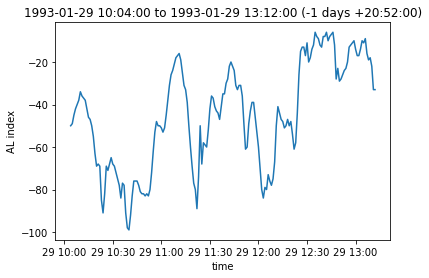 1993-01-29 10:04:00 to 1993-01-29 13:12:00 (-1 days +20:52:00)
−20
−40
−60
−80
−100
AL index
29 10:00 29 10:30 29 11:00 29 11:30 29 12:00 29 12:30 29 13:00
time